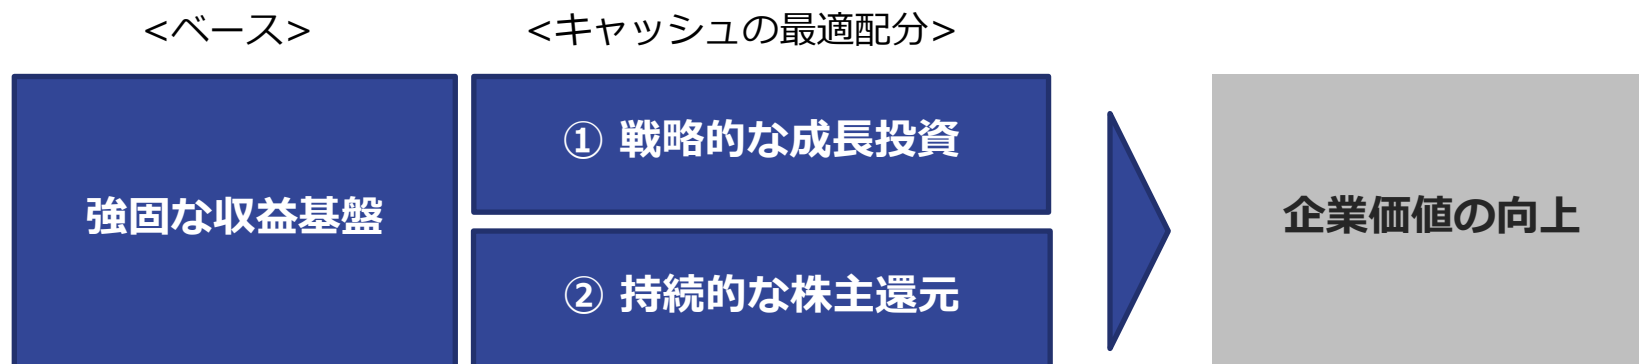 <ベース>
<キャッシュの最適配分>
強固な収益基盤
① 戦略的な成長投資
② 持続的な株主還元
企業価値の向上